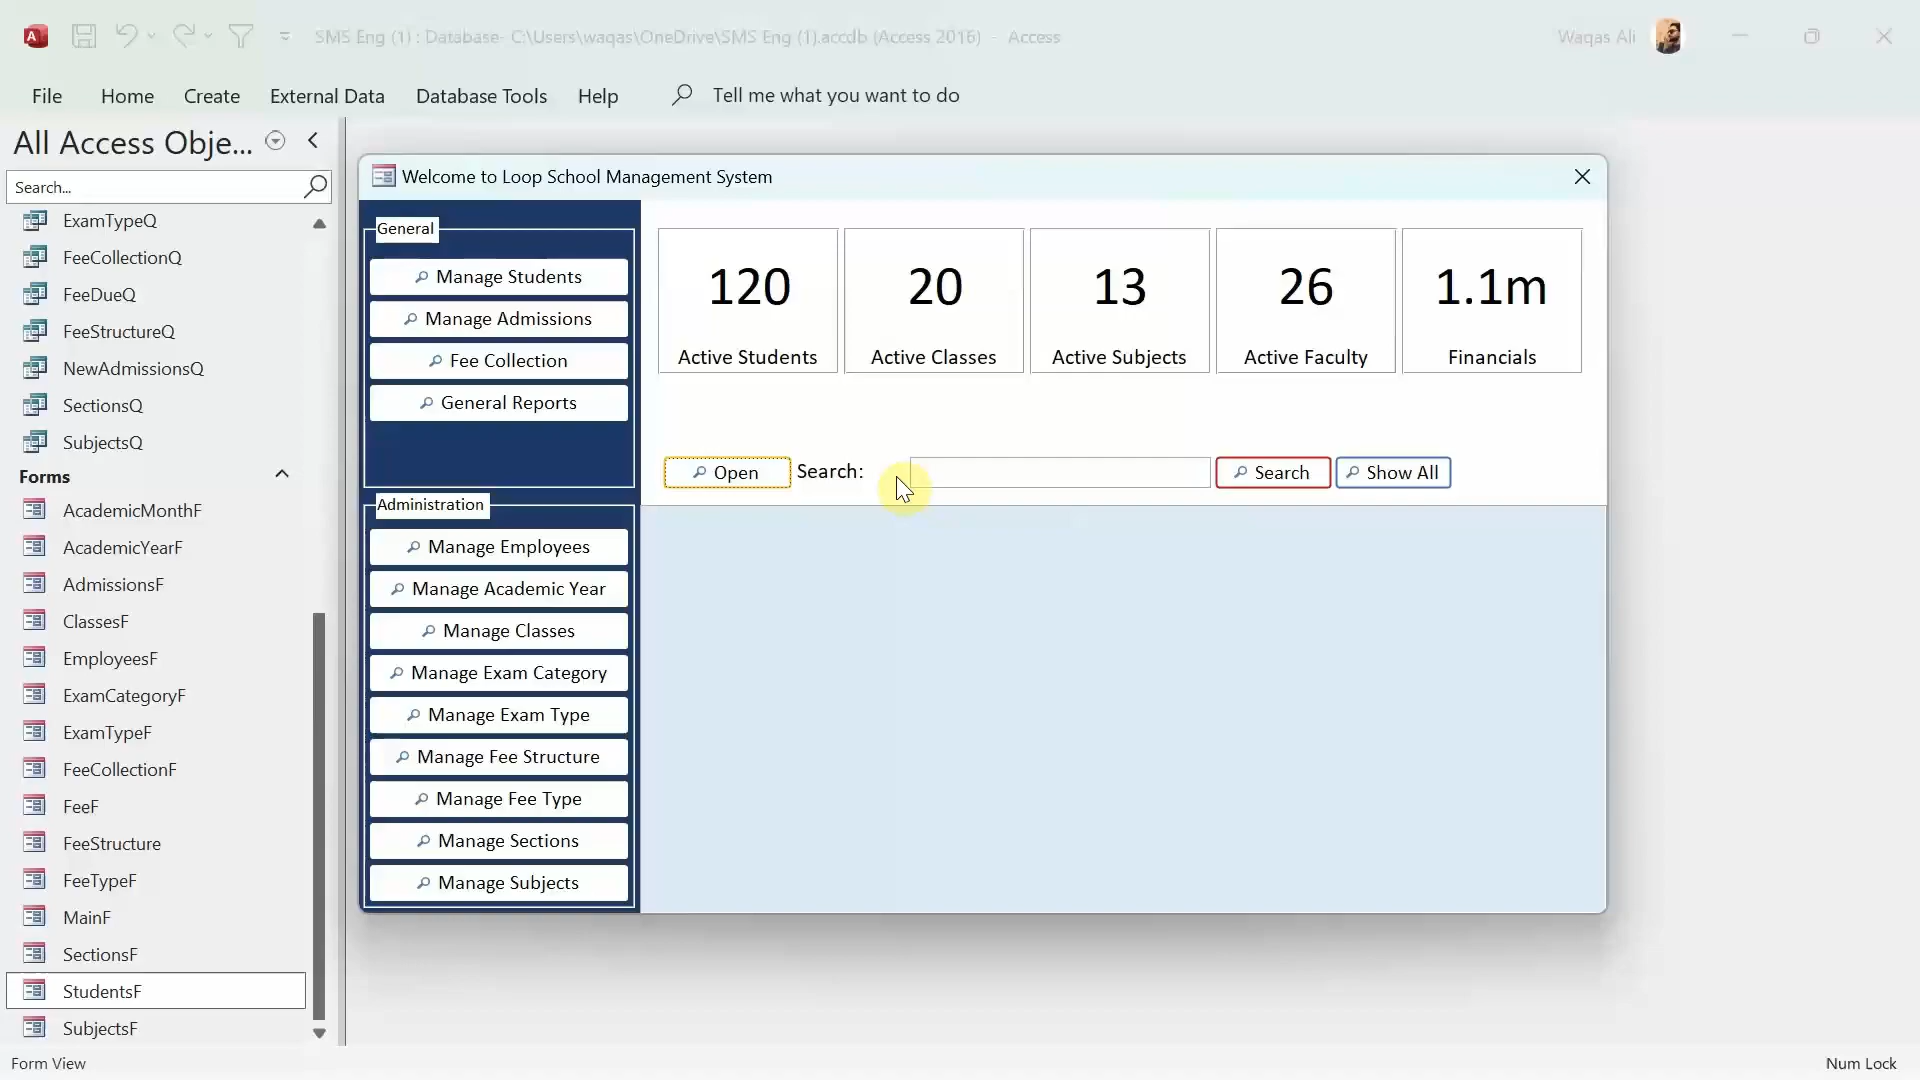 SMS Eng (1) : Database- C:\Users\waqas\OneDrive\SMS Eng (1).accdb (Access 2016) - Access
Waqas Ali
File Home Create External Data Database Tools Help Tell me what you want to do
All Access Obje...
Search...
ExamTypeQ
FeeCollectionQ
FeeDueQ
FeeStructureQ
NewAdmissionsQ
SectionsQ
SubjectsQ
Forms
AcademicMonthF
AcademicYearF
AdmissionsF
ClassesF
EmployeesF
ExamCategoryF
ExamTypeF
FeeCollectionF
FeeF
FeeStructure
FeeTypeF
MainF
SectionsF
StudentsF
SubjectsF
Welcome to Loop School Management System
General
Manage Students
Manage Admissions
Fee Collection
General Reports
Administration
Manage Employees
Manage Academic Year
Manage Classes
Manage Exam Category
Manage Exam Type
Manage Fee Structure
Manage Fee Type
Manage Sections
Manage Subjects
120 20 13 26 1.1m
Active Students Active Classes Active Subjects Active Faculty Financials
Open Search: Search Show All
Form View
Num Lock